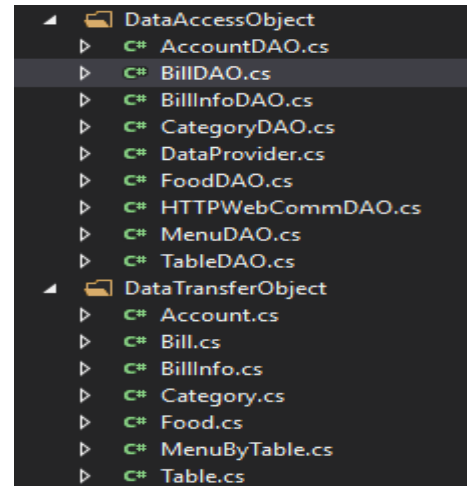 DataAccessObject
C# AccountDAO.cs
C# BillDAO.cs
C# BillInfoDAO.cs
C# CategoryDAO.cs
C# DataProvider.cs
C# FoodDAO.cs
C# HTTPWebCommDAO.cs
C# MenuDAO.cs
C# TableDAO.cs
DataTransferObject
C# Account.cs
C# Bill.cs
C# BillInfo.cs
C# Category.cs
C# Food.cs
C# MenuByTable.cs
C# Table.cs